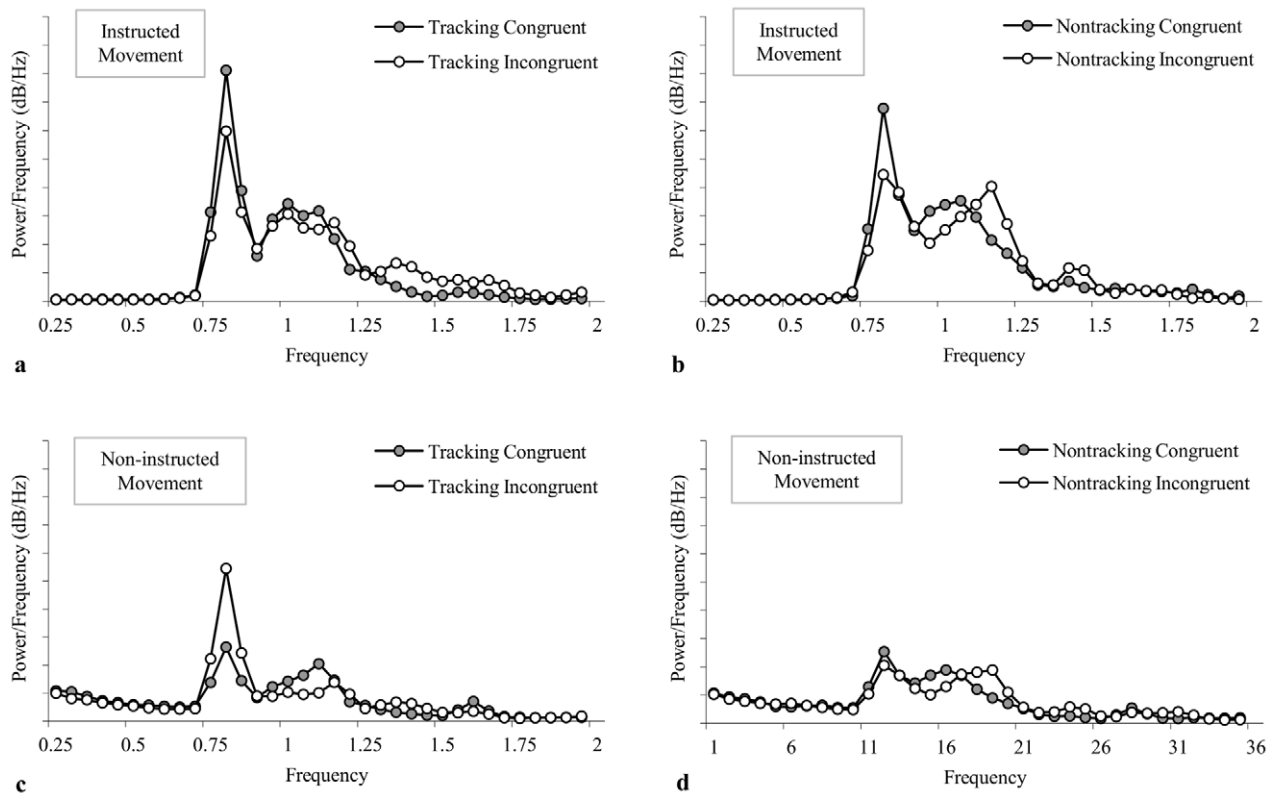 Instructed
Movement
Tracking Congruent
Tracking Incongruent
Power/Frequency (dB/Hz)
0.25 0.5 0.75 1 1.25 1.5 1.75 2
Frequency
a
Instructed
Movement
Nontracking Congruent
Nontracking Incongruent
Power/Frequency (dB/Hz)
0.25 0.5 0.75 1 1.25 1.5 1.75 2
Frequency
b
Non-instructed
Movement
Tracking Congruent
Tracking Incongruent
Power/Frequency (dB/Hz)
0.25 0.5 0.75 1 1.25 1.5 1.75 2
Frequency
c
Non-instructed
Movement
Nontracking Congruent
Nontracking Incongruent
Power/Frequency (dB/Hz)
1 6 11 16 21 26 31 36
Frequency
d